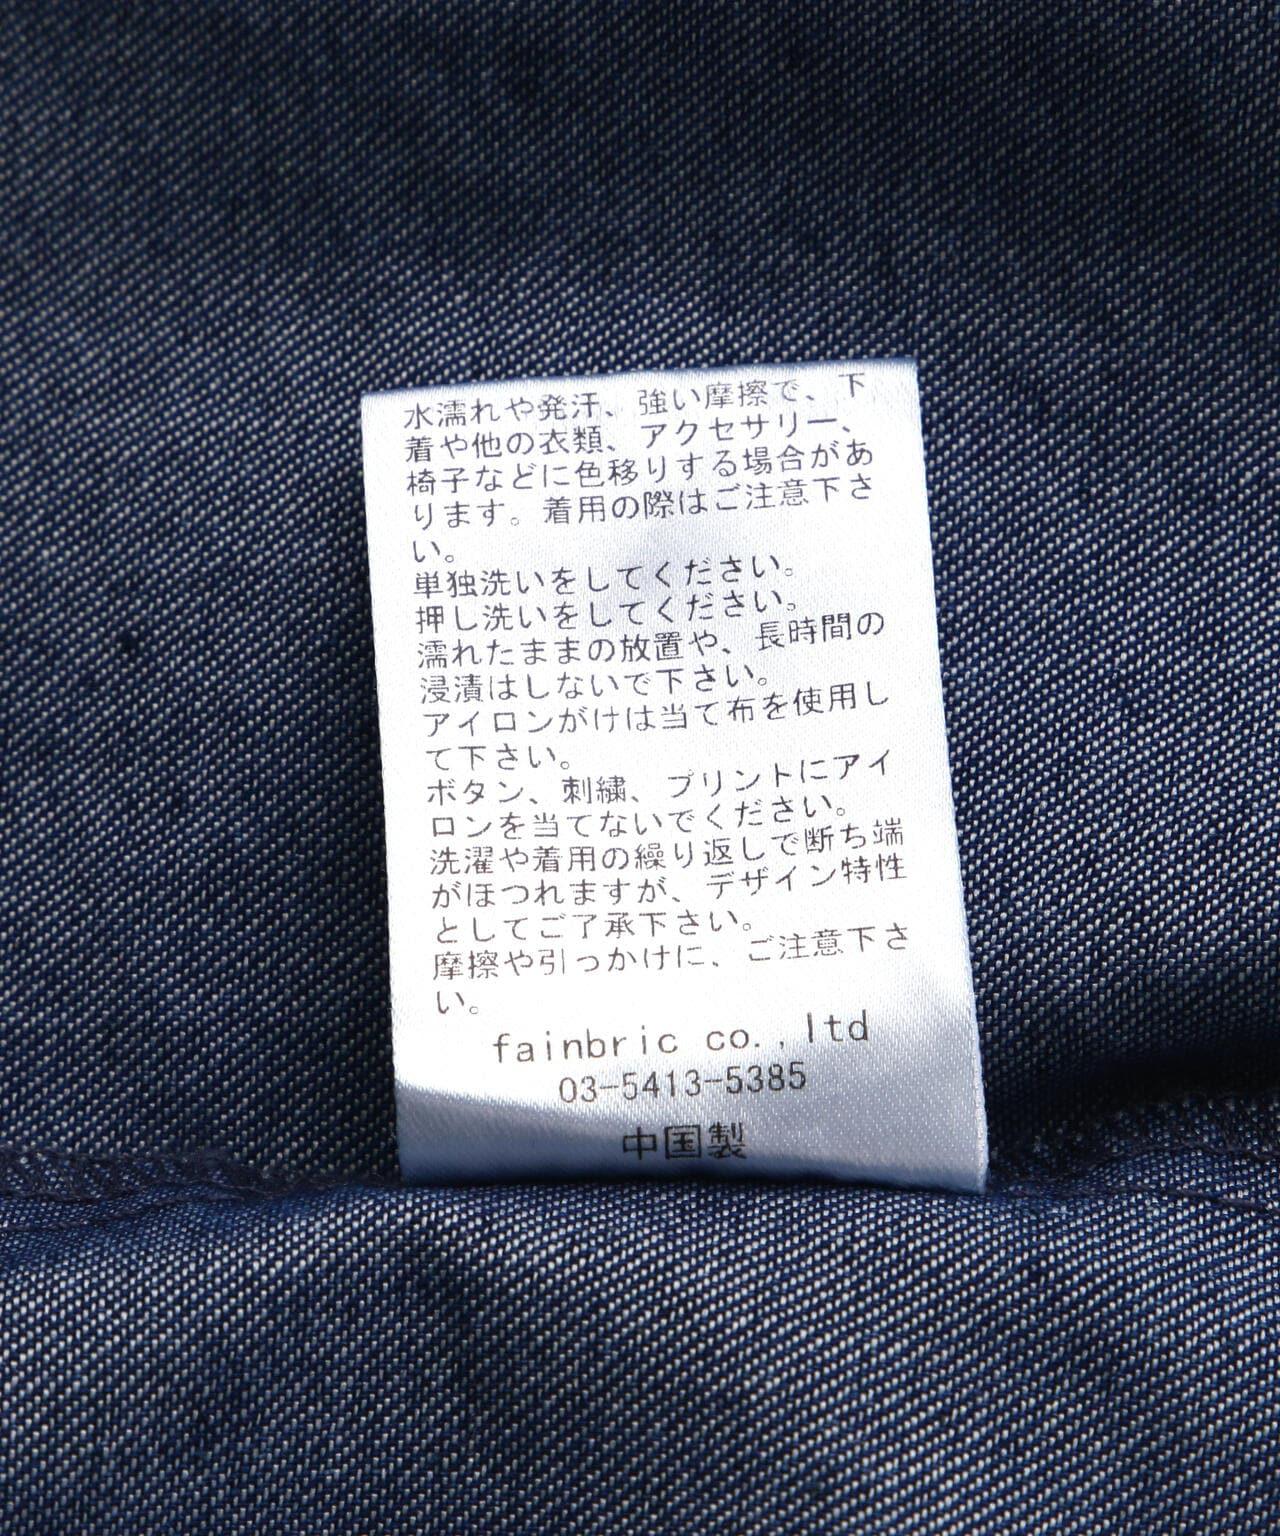 水濡れや発汗、強い摩擦で、下
着や他の衣類、アクセサリー、
椅子などに色移りする場合があ
ります。着用の際はご注意下さ
い。
単独洗いをしてください。
押し洗いをしてください。
濡れたままの放置や、長時間の
浸漬はしないで下さい。
アイロンがけは当て布を使用し
て下さい。
ボタン、刺繍、プリントにアイ
ロンを当てないでください。
洗濯や着用の繰り返しで断ち端
がほつれますが、デザイン特性
としてご了承下さい。
摩擦や引っかけに、ご注意下さ
い。
fainbric co.,ltd
03-5413-5385
中国製